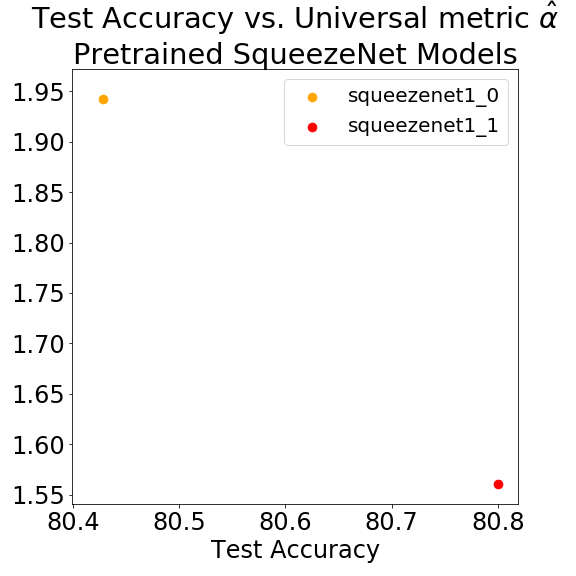 Test Accuracy vs. Universal metric α̂
Pretrained SqueezeNet Models
squeezenet1_0
squeezenet1_1
1.95
1.90
1.85
1.80
1.75
1.70
1.65
1.60
1.55
80.4 80.5 80.6 80.7 80.8
Test Accuracy